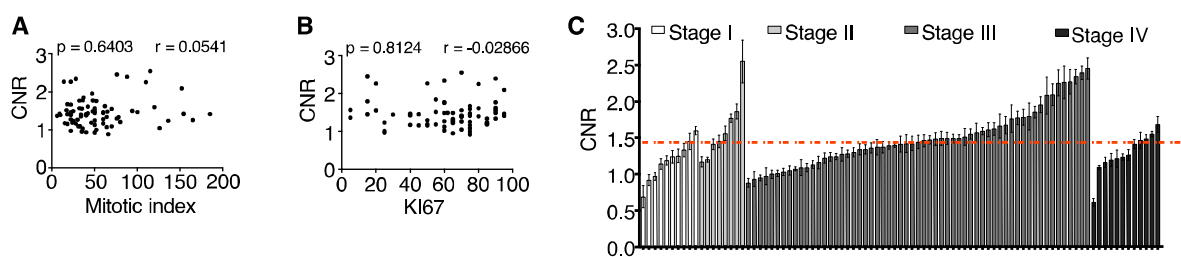 A
p = 0.6403 r = 0.0541
CNR
3
2
1
0
0 50 100 150 200
Mitotic index
B
p = 0.8124 r = -0.02866
CNR
3
2
1
0
0 20 40 60 80 100
KI67
C
Stage I Stage II Stage III Stage IV
CNR
3.0
2.5
2.0
1.5
1.0
0.5
0.0